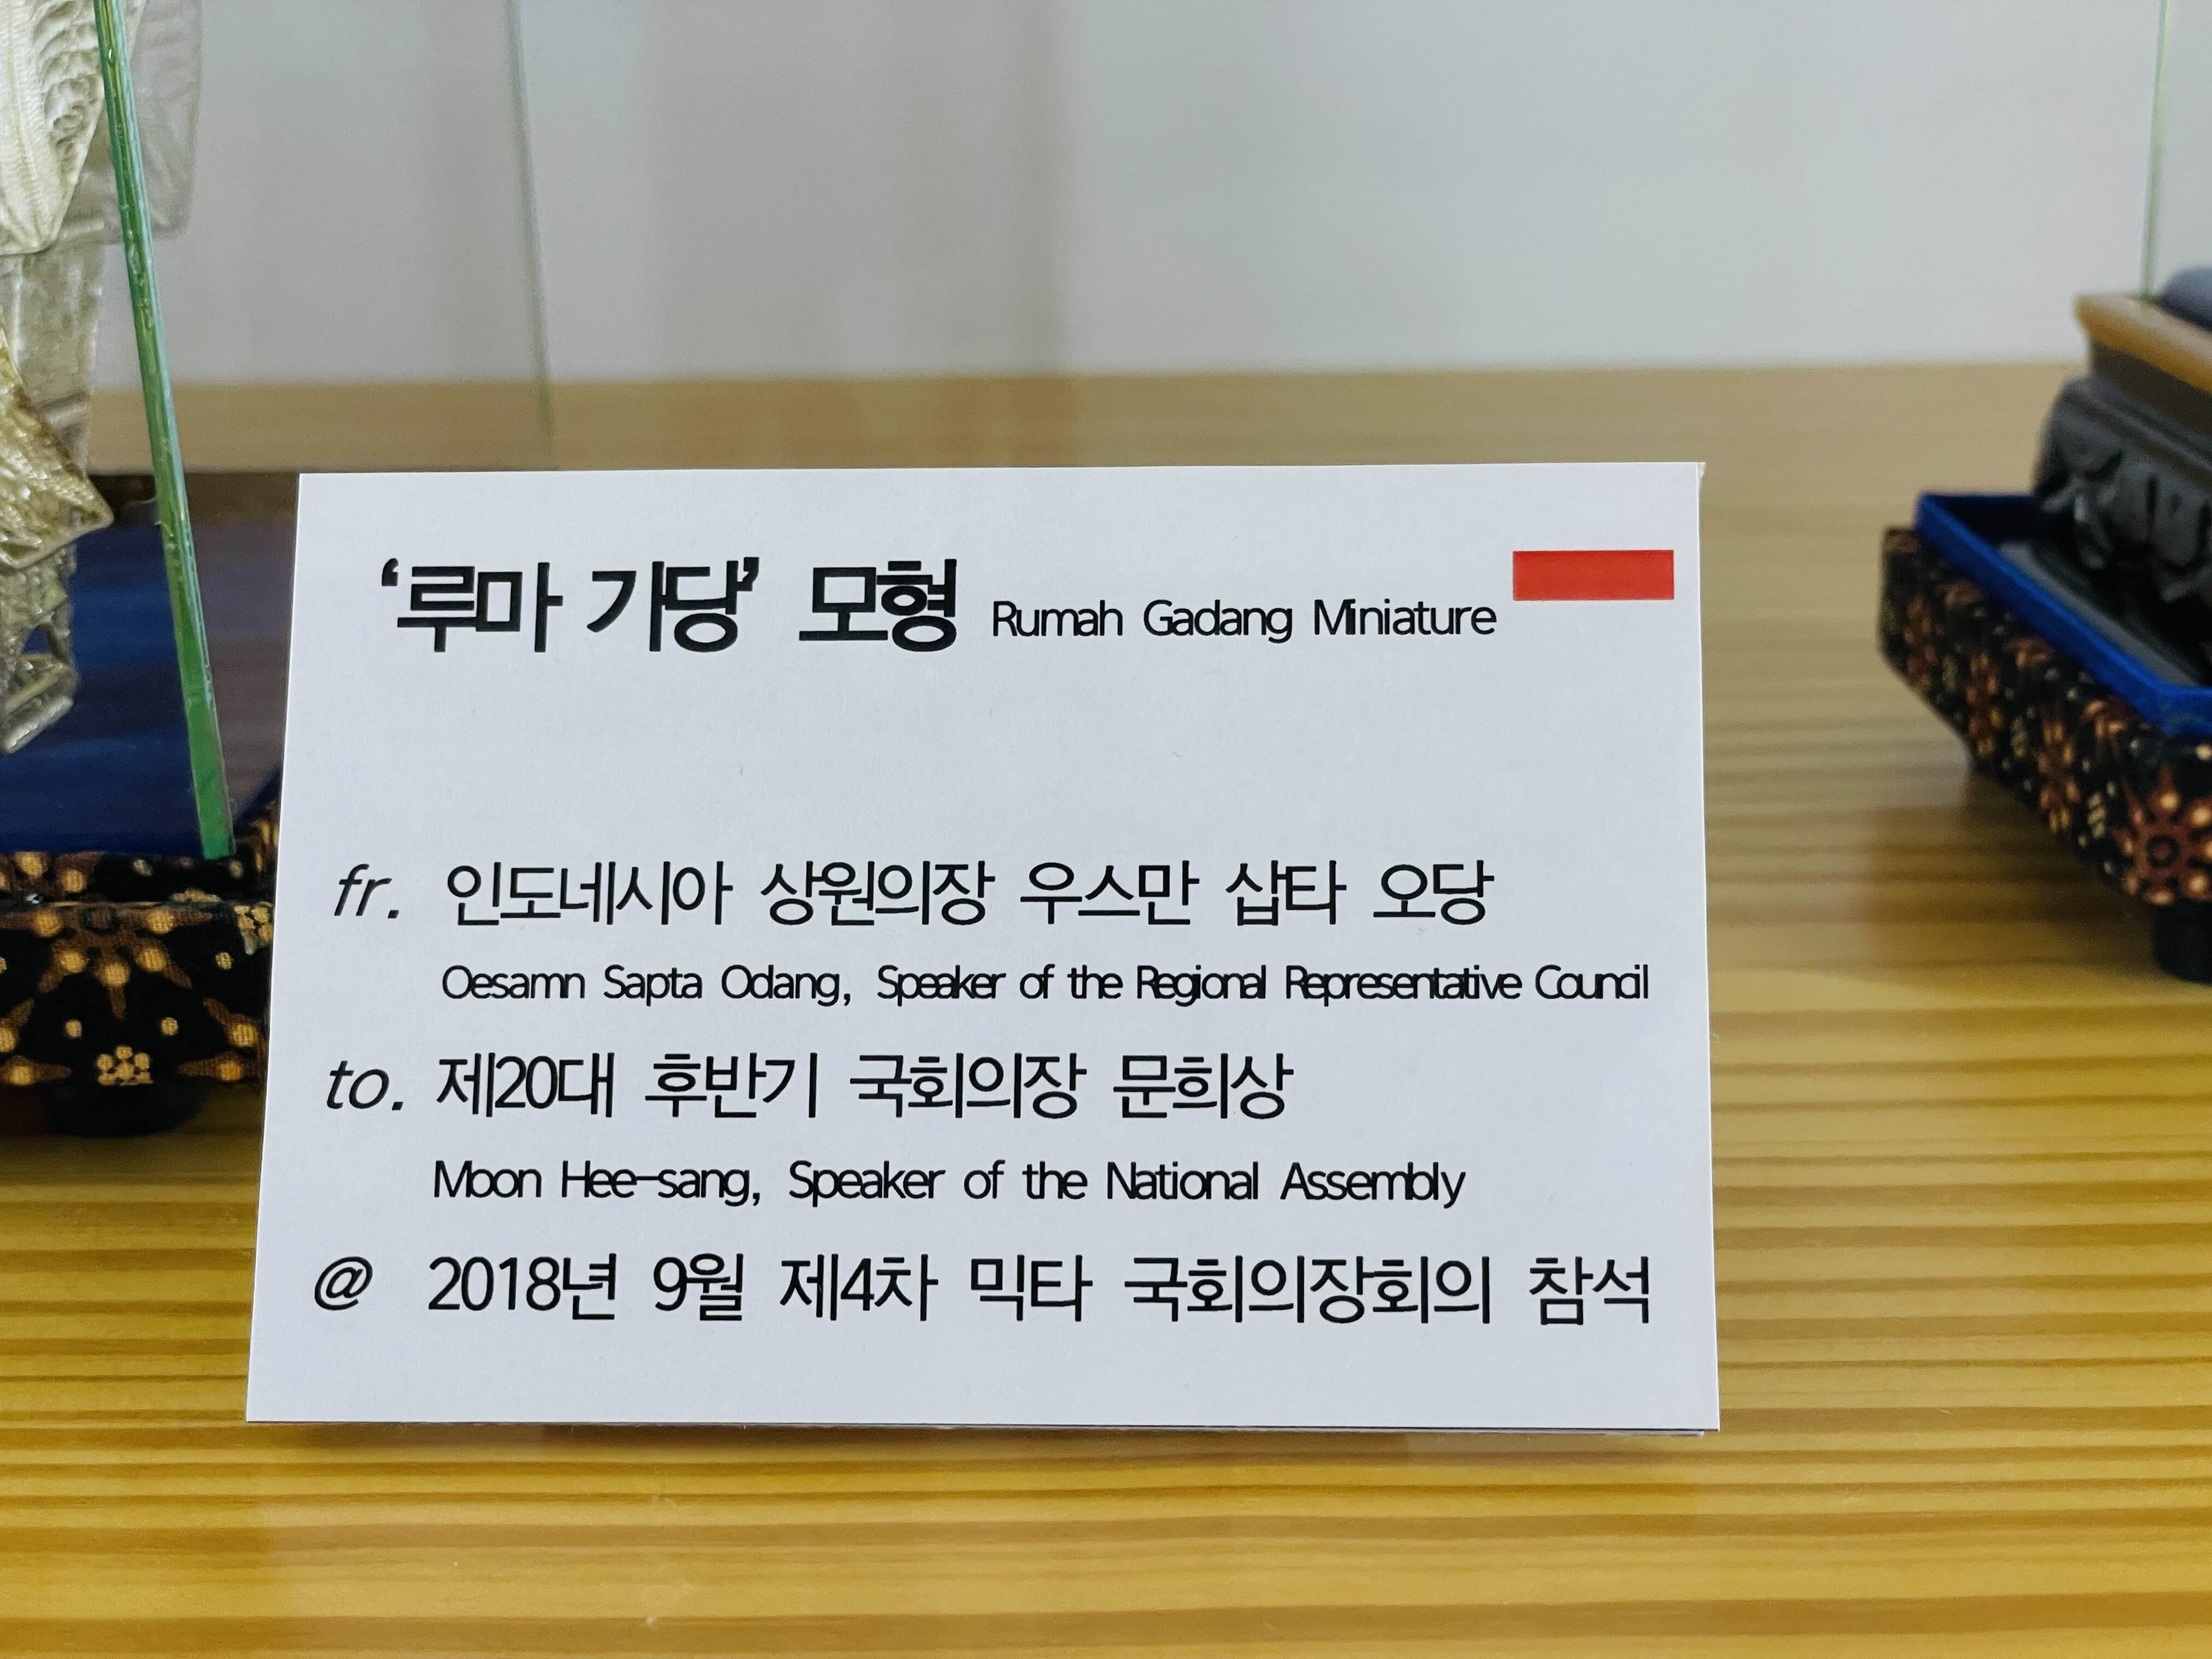 ‘루마 가당’ 모형 Rumah Gadang Miniature
fr. 인도네시아 상원의장 우스만 삽타 오당
Oesamn Sapta Odang, Speaker of the Regional Representative Council
to. 제20대 후반기 국회의장 문희상
Moon Hee-sang, Speaker of the National Assembly
@ 2018년 9월 제4차 믹타 국회의장회의 참석